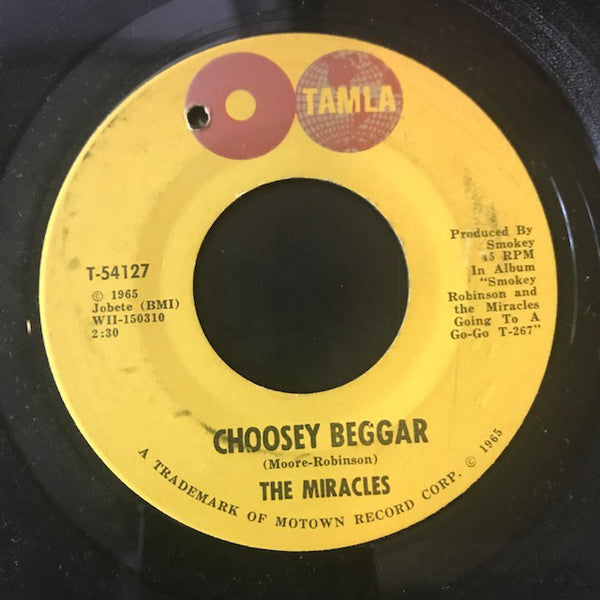 TAMLA
T-54127
© 1965
Jobete (BMI)
WII-150310
2:30
Produced By
Smokey
45 RPM
In Album
"Smokey
Robinson and
the Miracles
Going To A
Go-Go T-267"
CHOOSEY BEGGAR
(Moore-Robinson)
THE MIRACLES
A TRADEMARK OF MOTOWN RECORD CORP. © 1965